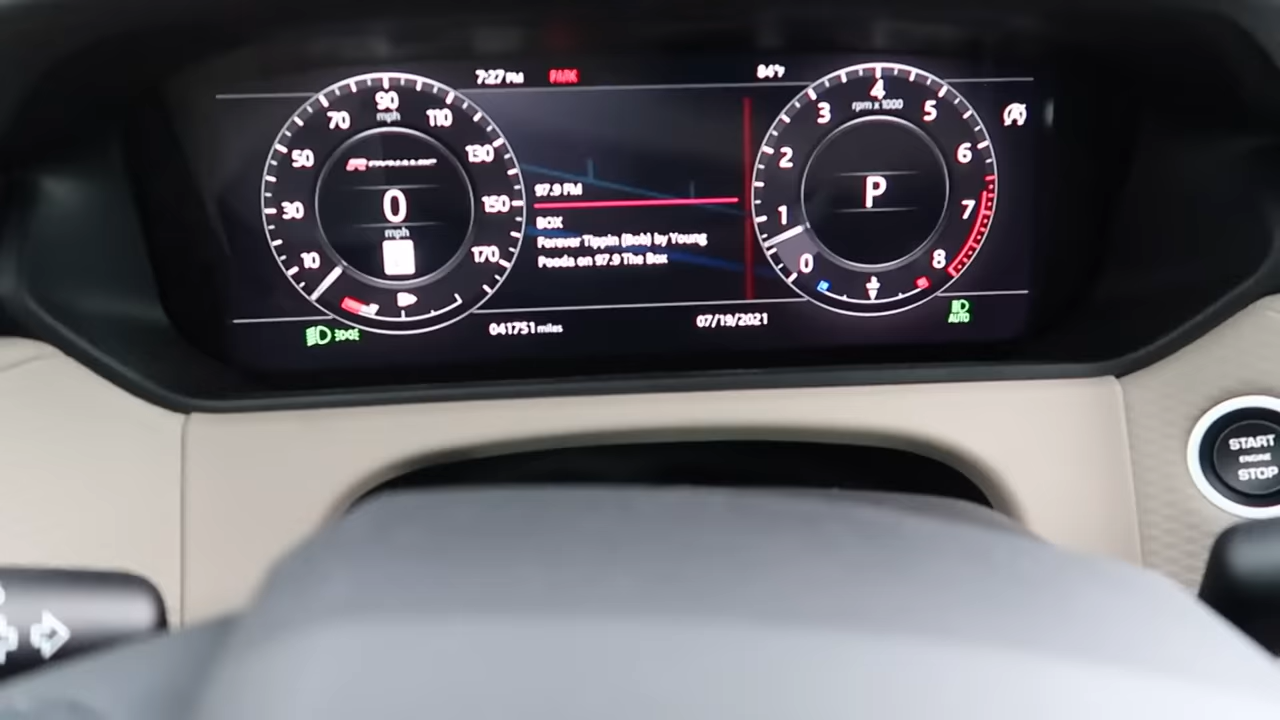 7:27 PM PARK 84°F
90
mph
70 110
50 130
R-DYNAMIC
30 0 150
mph
10 170
97.9 FM
BOX
Forever Tippin (Bob) by Young
Pooda on 97.9 The Box
4
rpm x 1000
3 5
2 6
P
1 7
0 8
041751 miles
07/19/2021
AUTO
START
ENGINE
STOP